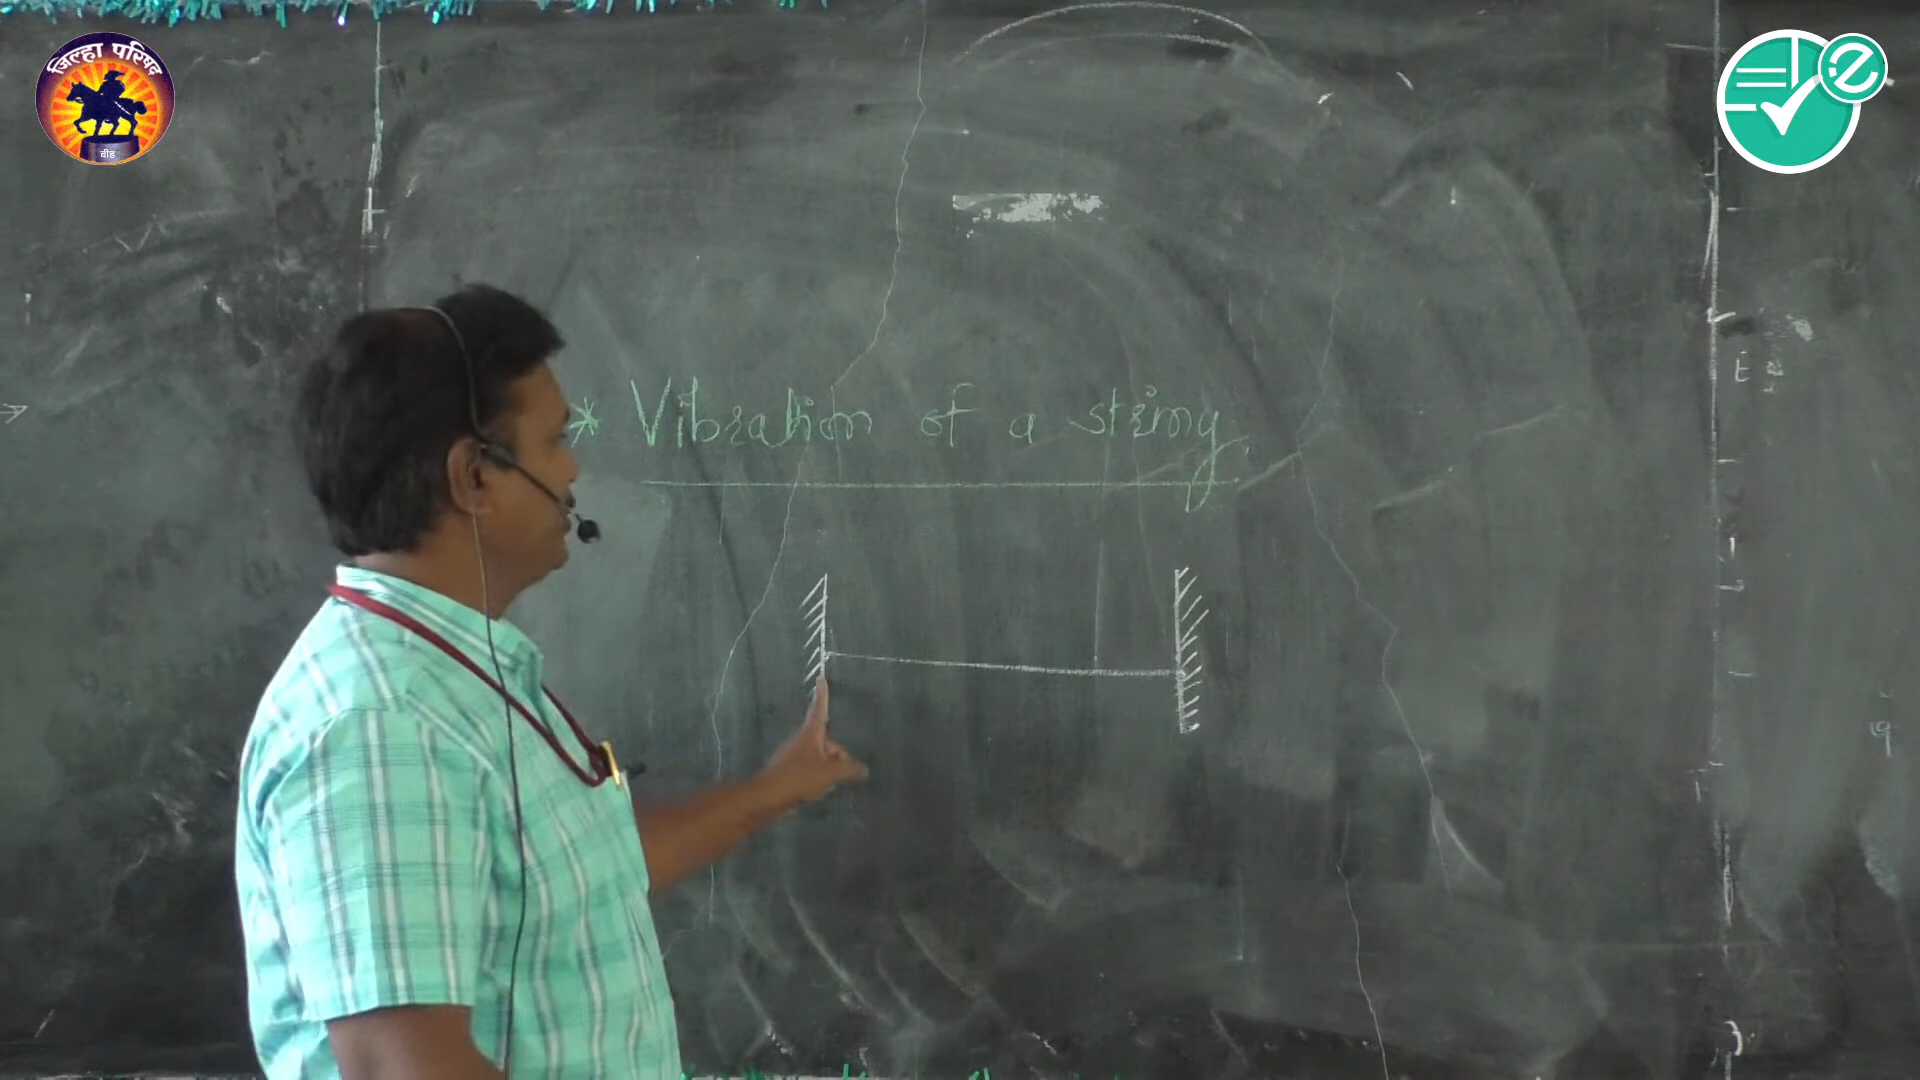 जिल्हा परिषद
बीड
* Vibration of a string